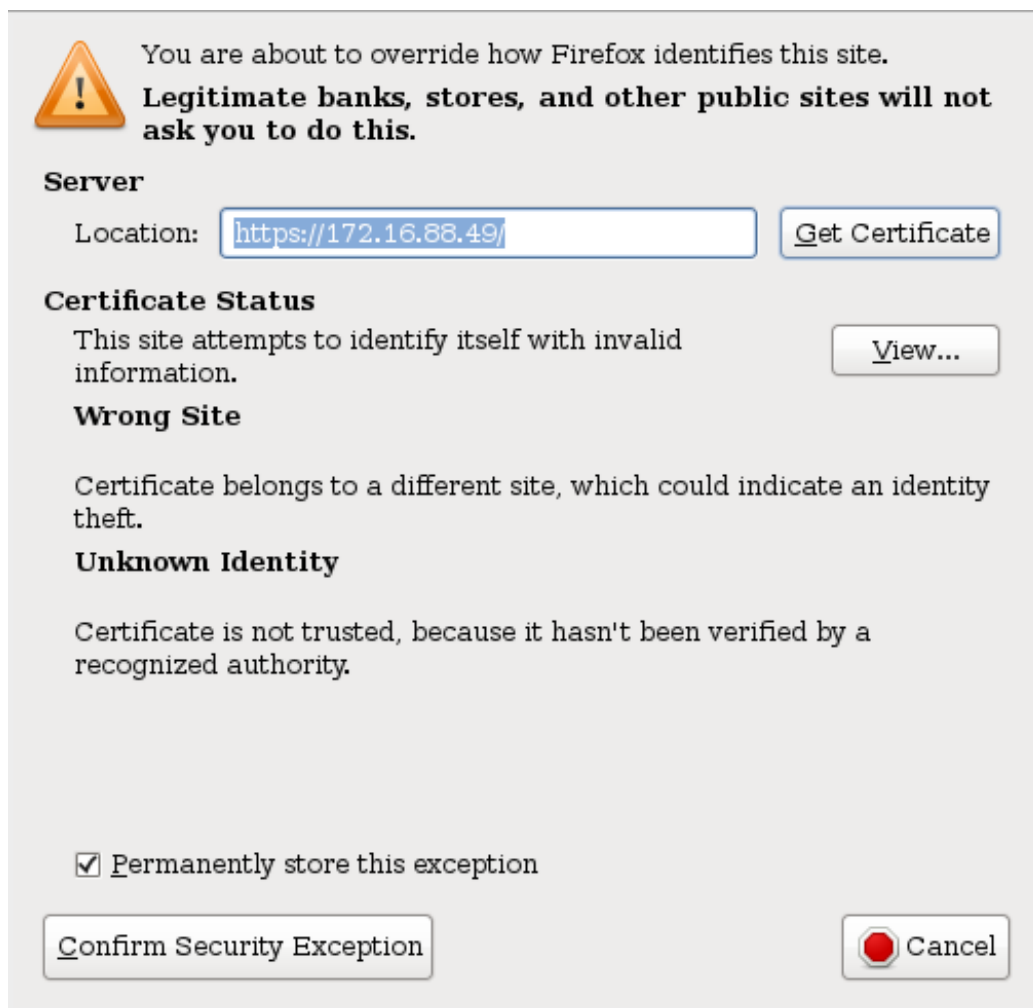 You are about to override how Firefox identifies this site.
Legitimate banks, stores, and other public sites will not
ask you to do this.
Server
Location: https://172.16.88.49/ Get Certificate
Certificate Status
This site attempts to identify itself with invalid
information.
View...
Wrong Site
Certificate belongs to a different site, which could indicate an identity
theft.
Unknown Identity
Certificate is not trusted, because it hasn't been verified by a
recognized authority.
Permanently store this exception
Confirm Security Exception Cancel